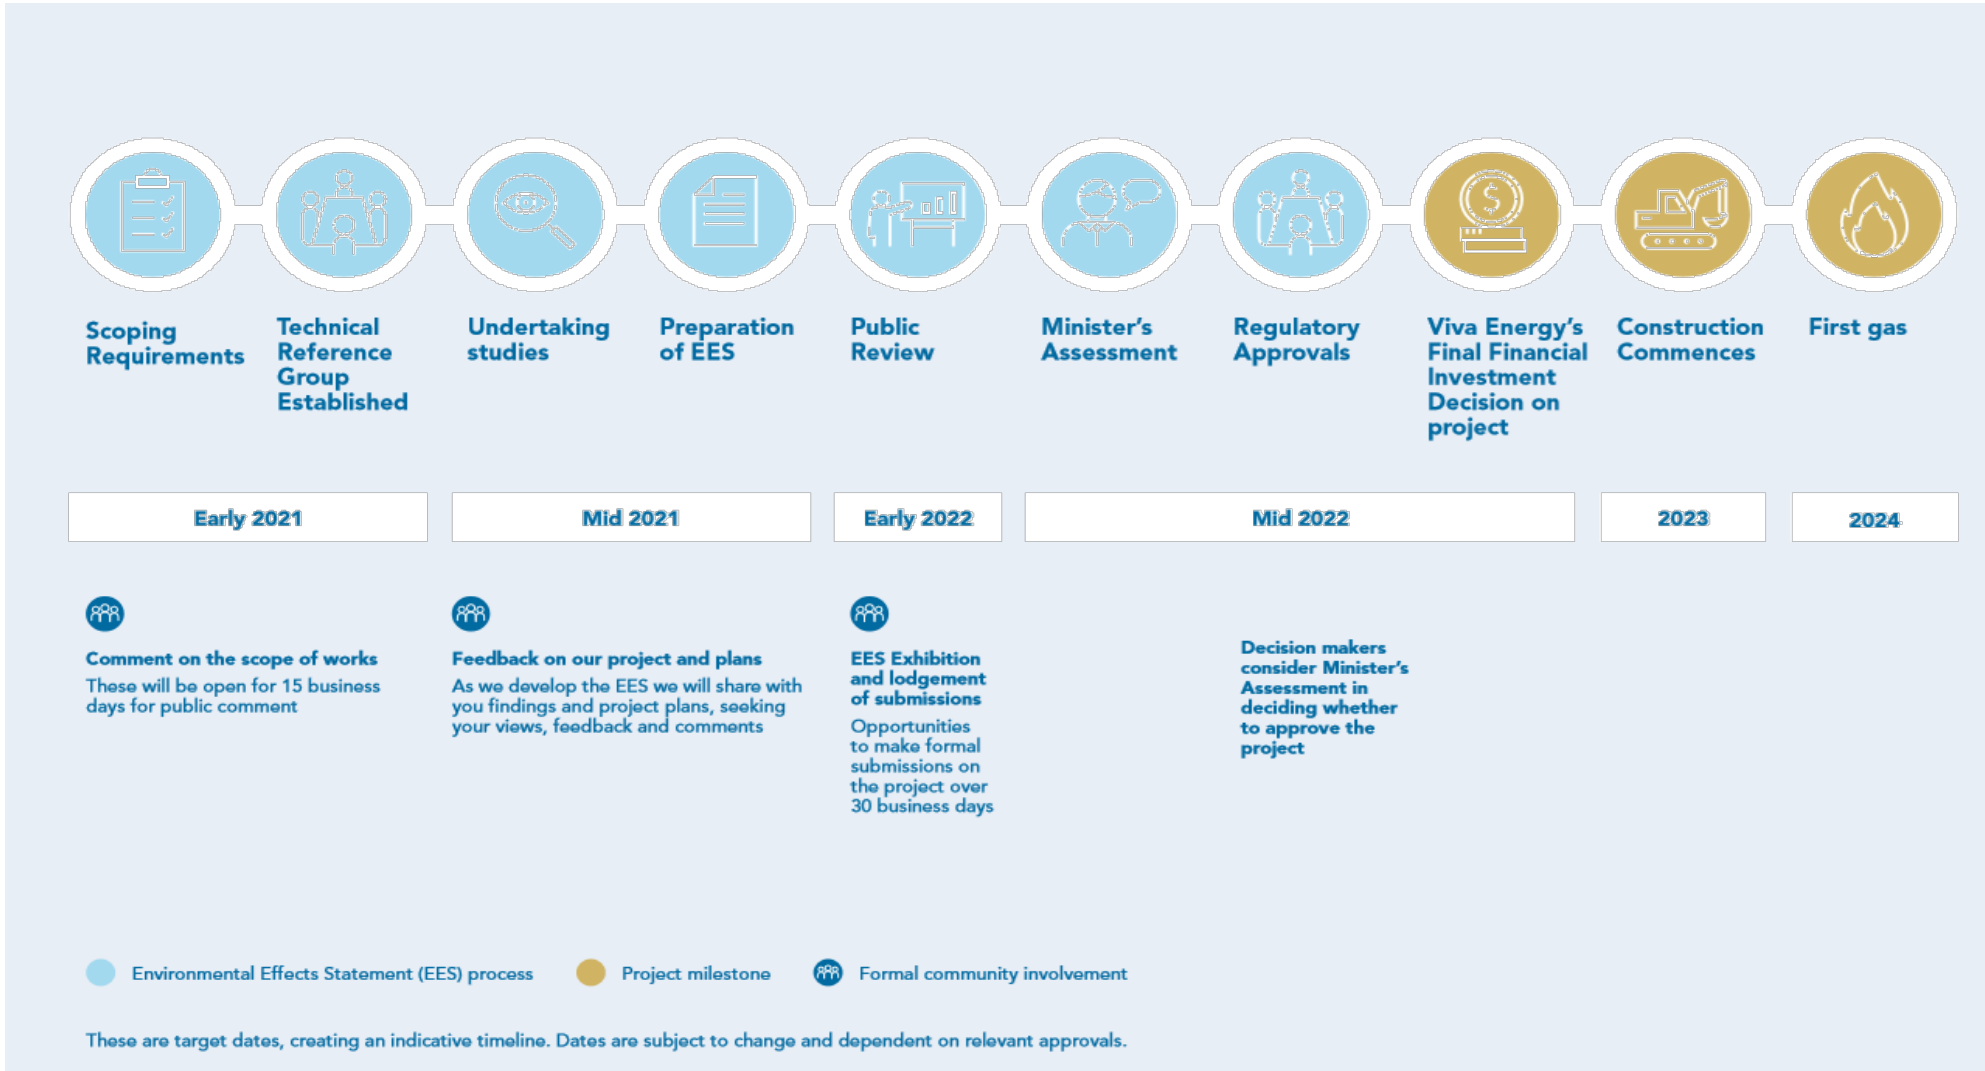 Scoping
Requirements
Technical
Reference
Group
Established
Undertaking
studies
Preparation
of EES
Public
Review
Minister's
Assessment
Regulatory
Approvals
Viva Energy's
Final Financial
Investment
Decision on
project
Construction
Commences
First gas
Early 2021
Mid 2021
Early 2022
Mid 2022
2023
2024
Comment on the scope of works
These will be open for 15 business
days for public comment
Feedback on our project and plans
As we develop the EES we will share with
you findings and project plans, seeking
your views, feedback and comments
EES Exhibition
and lodgement
of submissions
Opportunities
to make formal
submissions on
the project over
30 business days
Decision makers
consider Minister's
Assessment in
deciding whether
to approve the
project
Environmental Effects Statement (EES) process
Project milestone
Formal community involvement
These are target dates, creating an indicative timeline. Dates are subject to change and dependent on relevant approvals.